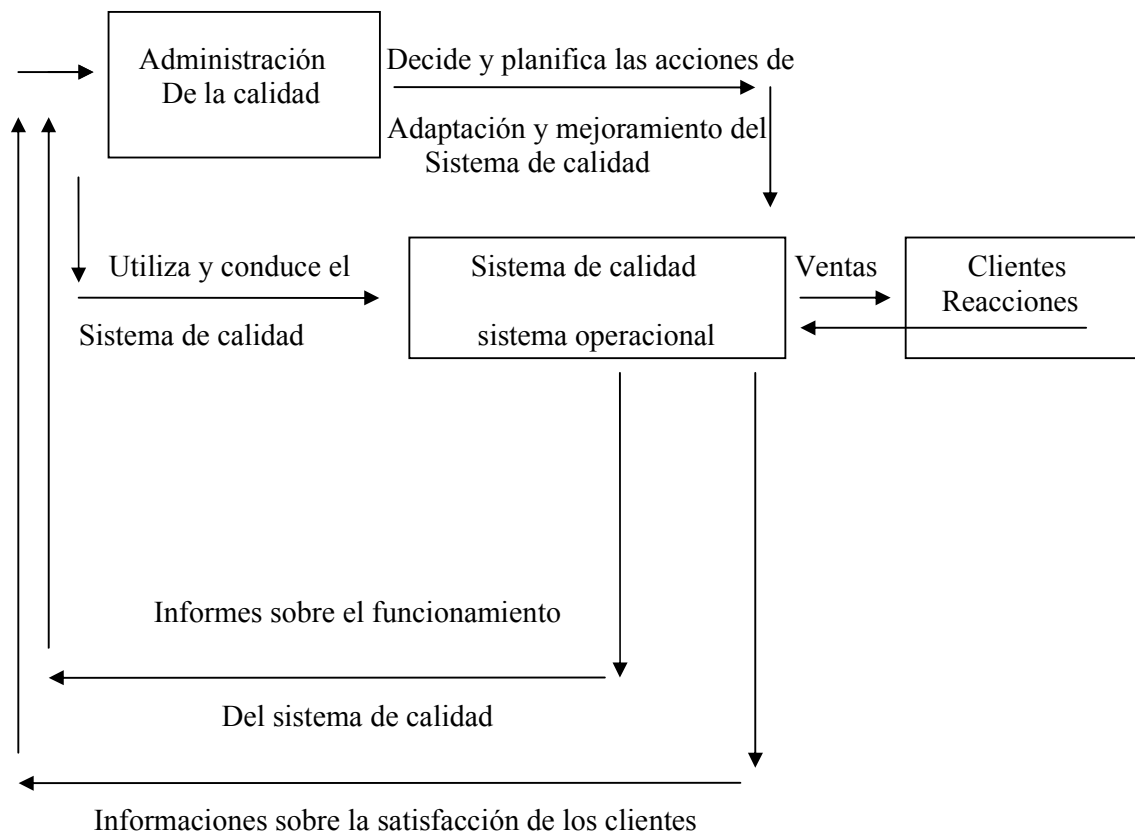 Administración
De la calidad
Decide y planifica las acciones de
Adaptación y mejoramiento del
Sistema de calidad
Utiliza y conduce el
Sistema de calidad
Sistema de calidad
sistema operacional
Ventas
Clientes
Reacciones
Informes sobre el funcionamiento
Del sistema de calidad
Informaciones sobre la satisfacción de los clientes